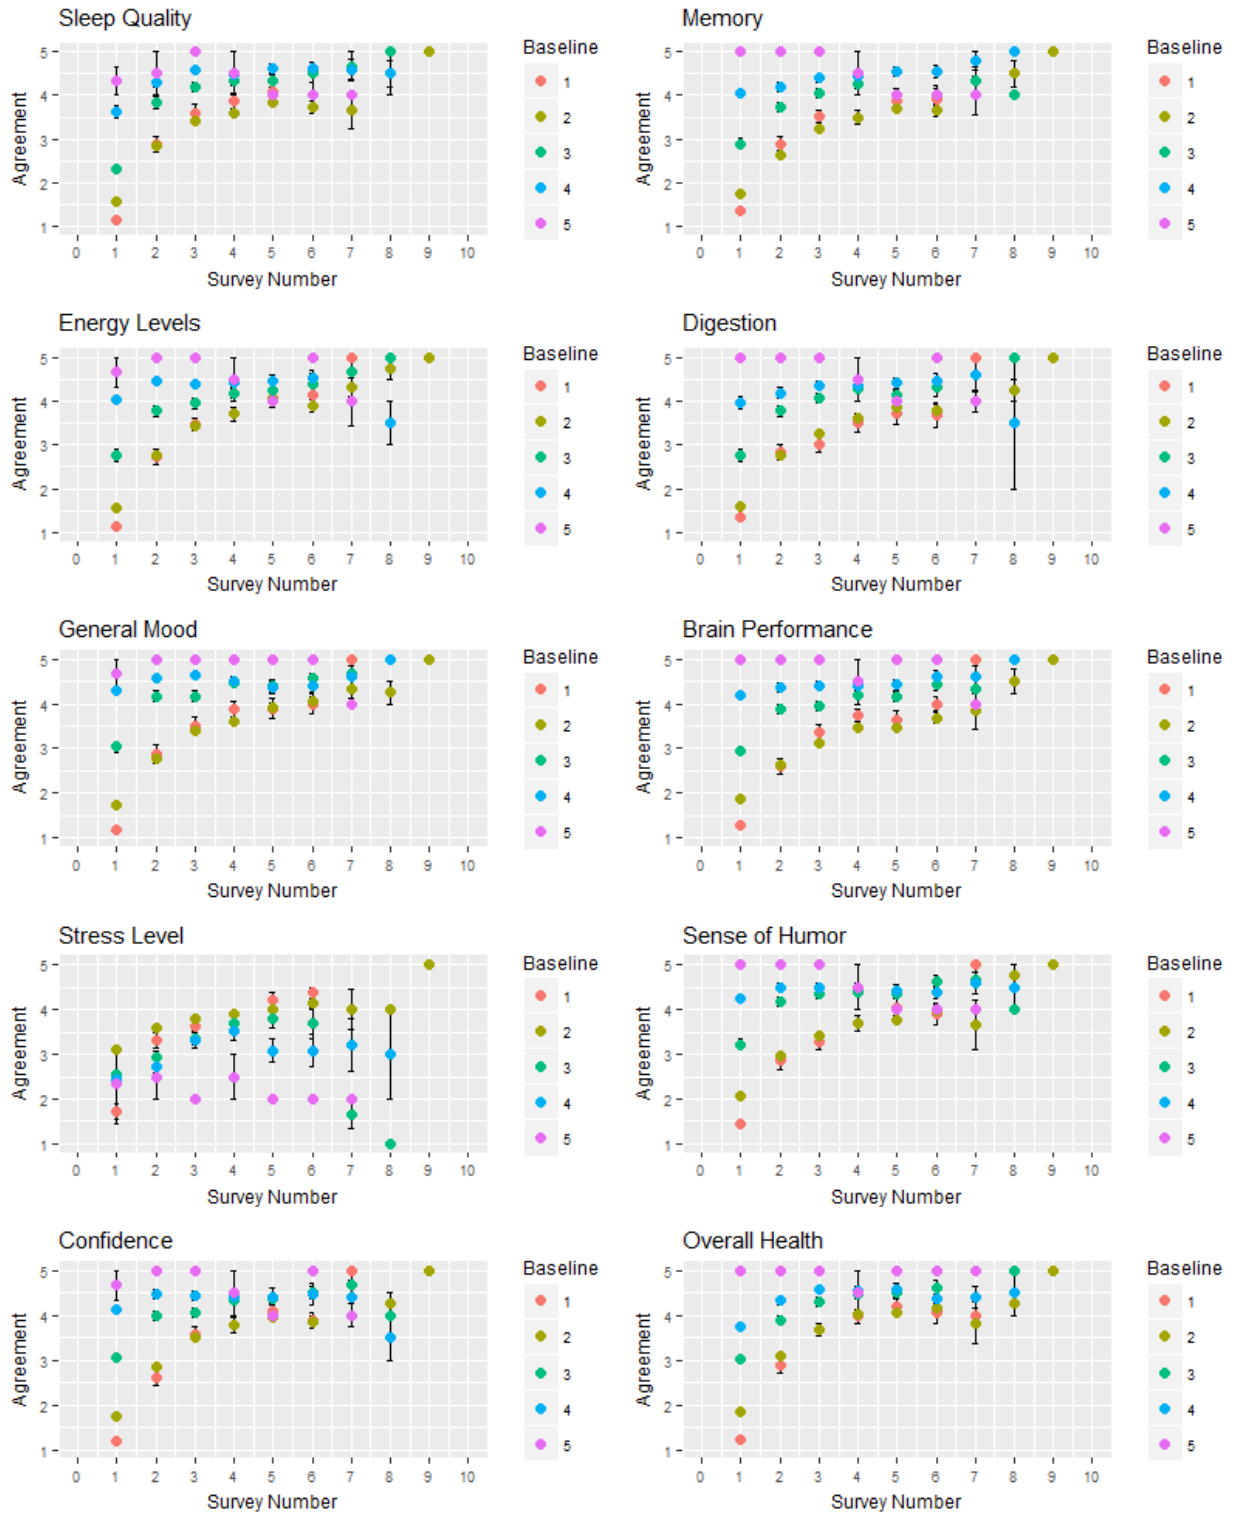 Sleep Quality
Agreement
5
4
3
2
1
0 1 2 3 4 5 6 7 8 9 10
Survey Number
Baseline
1
2
3
4
5
Memory
Agreement
5
4
3
2
1
0 1 2 3 4 5 6 7 8 9 10
Survey Number
Baseline
1
2
3
4
5
Energy Levels
Agreement
5
4
3
2
1
0 1 2 3 4 5 6 7 8 9 10
Survey Number
Baseline
1
2
3
4
5
Digestion
Agreement
5
4
3
2
1
0 1 2 3 4 5 6 7 8 9 10
Survey Number
Baseline
1
2
3
4
5
General Mood
Agreement
5
4
3
2
1
0 1 2 3 4 5 6 7 8 9 10
Survey Number
Baseline
1
2
3
4
5
Brain Performance
Agreement
5
4
3
2
1
0 1 2 3 4 5 6 7 8 9 10
Survey Number
Baseline
1
2
3
4
5
Stress Level
Agreement
5
4
3
2
1
0 1 2 3 4 5 6 7 8 9 10
Survey Number
Baseline
1
2
3
4
5
Sense of Humor
Agreement
5
4
3
2
1
0 1 2 3 4 5 6 7 8 9 10
Survey Number
Baseline
1
2
3
4
5
Confidence
Agreement
5
4
3
2
1
0 1 2 3 4 5 6 7 8 9 10
Survey Number
Baseline
1
2
3
4
5
Overall Health
Agreement
5
4
3
2
1
0 1 2 3 4 5 6 7 8 9 10
Survey Number
Baseline
1
2
3
4
5